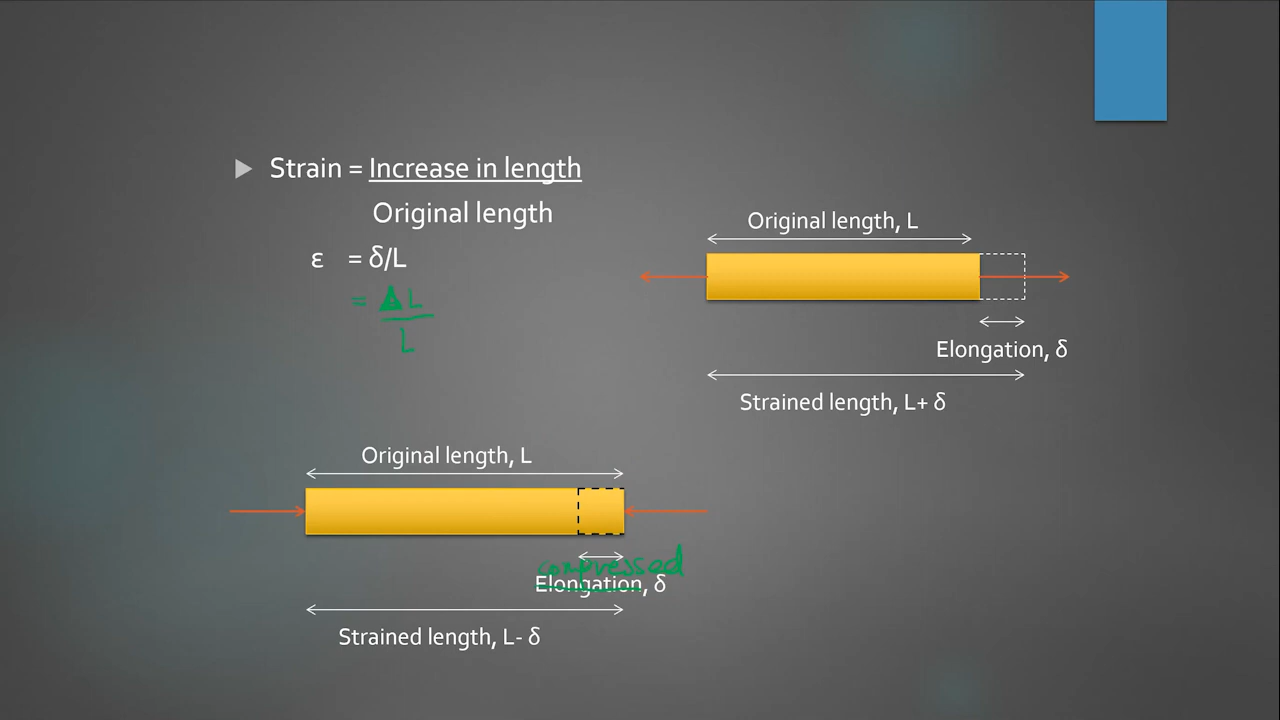 Strain = Increase in length
Original length
ε = δ/L
= ΔL
L
Original length, L
Elongation, δ
Strained length, L+ δ
Original length, L
compressed
Elongation, δ
Strained length, L- δ